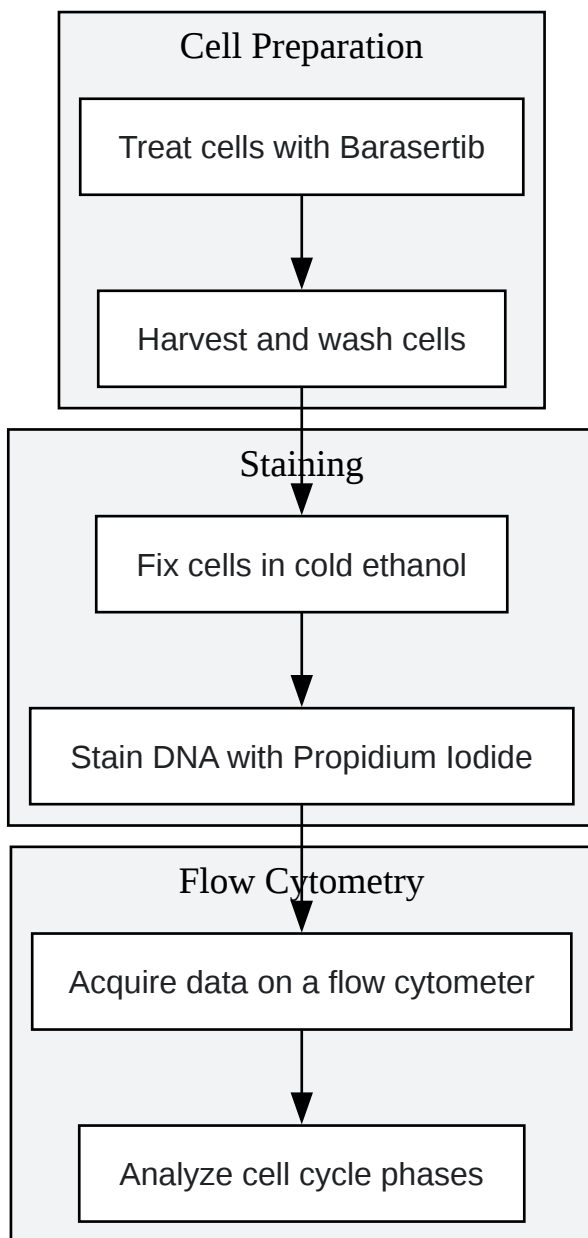 Cell Preparation
Treat cells with Barasertib
Harvest and wash cells
Staining
Fix cells in cold ethanol
Stain DNA with Propidium Iodide
Flow Cytometry
Acquire data on a flow cytometer
Analyze cell cycle phases